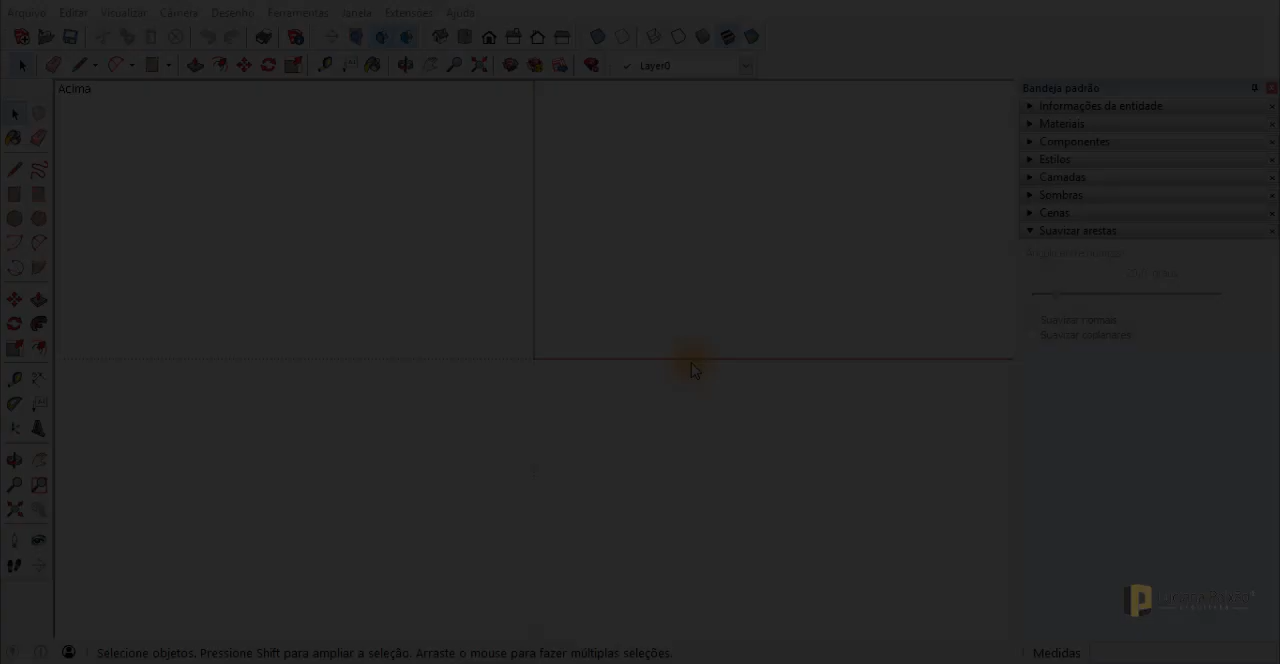 Arquivo Editar Visualizar Câmera Desenho Ferramentas Janela Extensões Ajuda
Layer0
Acima
Bandeja padrão
Informações da entidade
Materiais
Componentes
Estilos
Camadas
Sombras
Cenas
Suavizar arestas
Suavizar normais
Suavizar coplanares
Selecione objetos. Pressione Shift para ampliar a seleção. Arraste o mouse para fazer múltiplas seleções.
Medidas